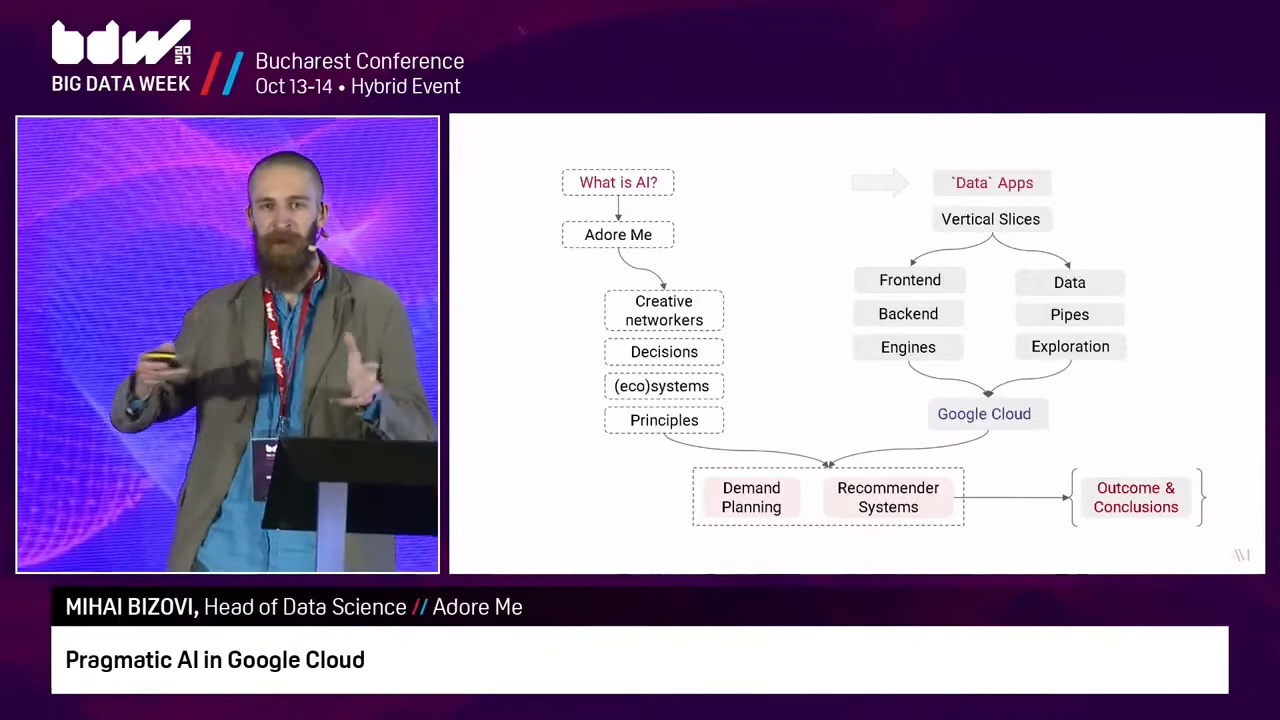 bdw 2021
BIG DATA WEEK
Bucharest Conference
Oct 13-14 • Hybrid Event
What is AI?
Adore Me
Creative
networkers
Decisions
(eco)systems
Principles
`Data` Apps
Vertical Slices
Frontend
Backend
Engines
Data
Pipes
Exploration
Google Cloud
Demand
Planning
Recommender
Systems
Outcome &
Conclusions
AM
MIHAI BIZOVI, Head of Data Science // Adore Me
Pragmatic AI in Google Cloud